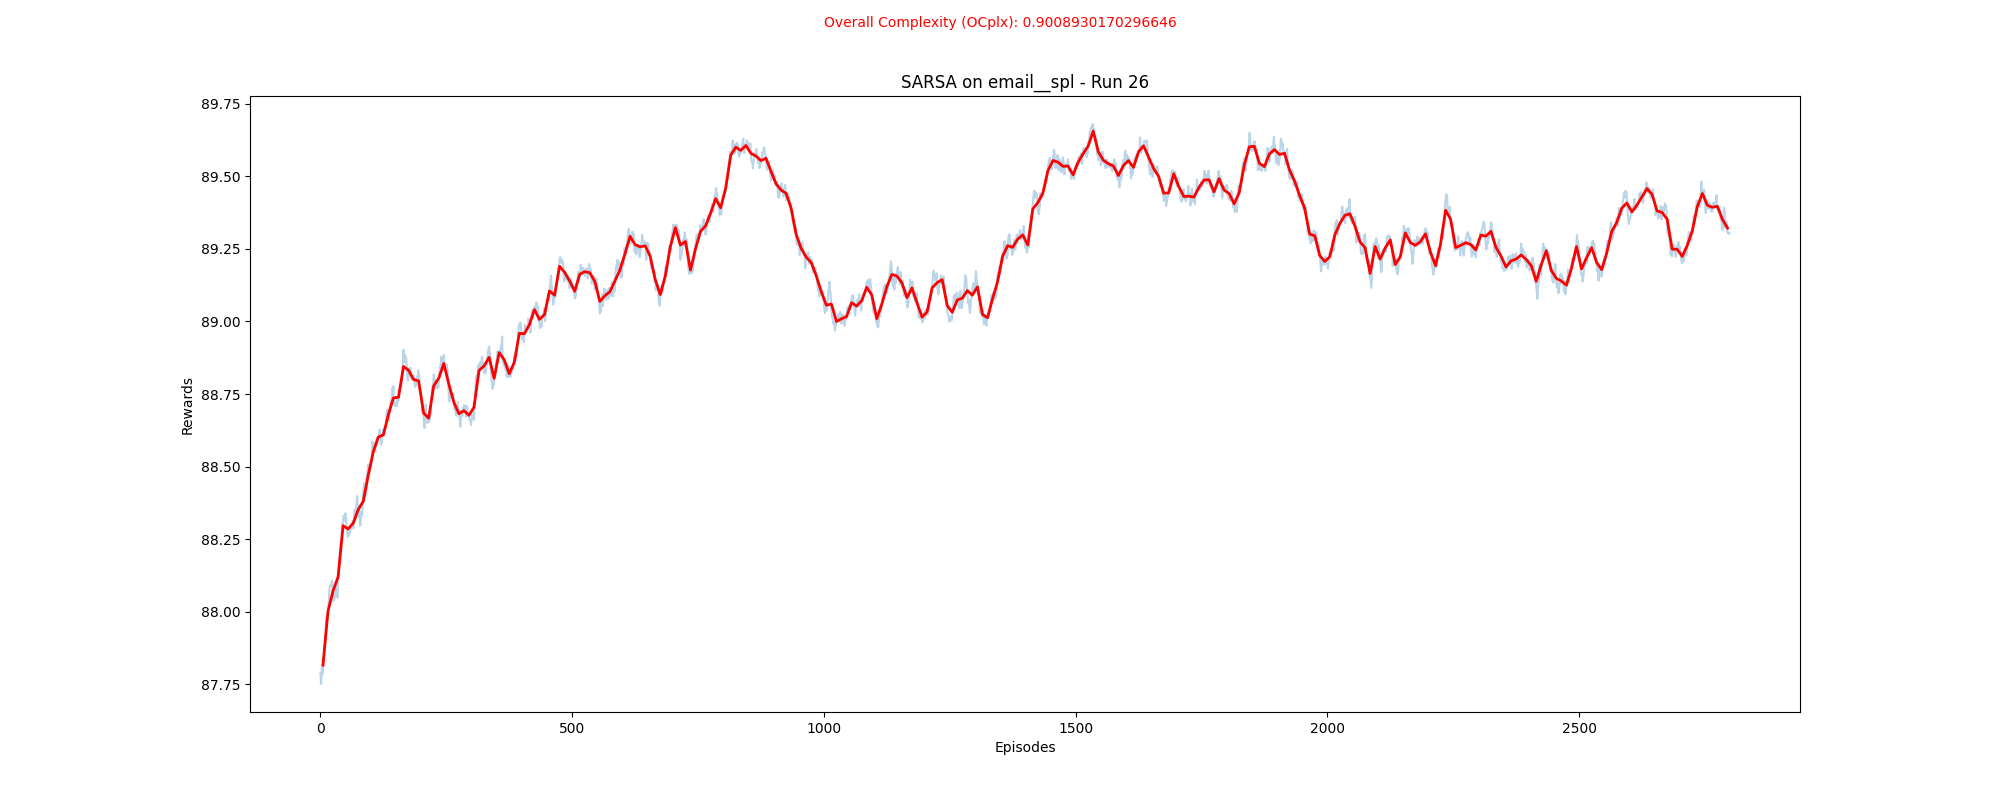 Overall Complexity (OCplx): 0.9008930170296646
SARSA on email__spl - Run 26
89.75
89.50
89.25
89.00
88.75
88.50
88.25
88.00
87.75
Rewards
0 500 1000 1500 2000 2500
Episodes